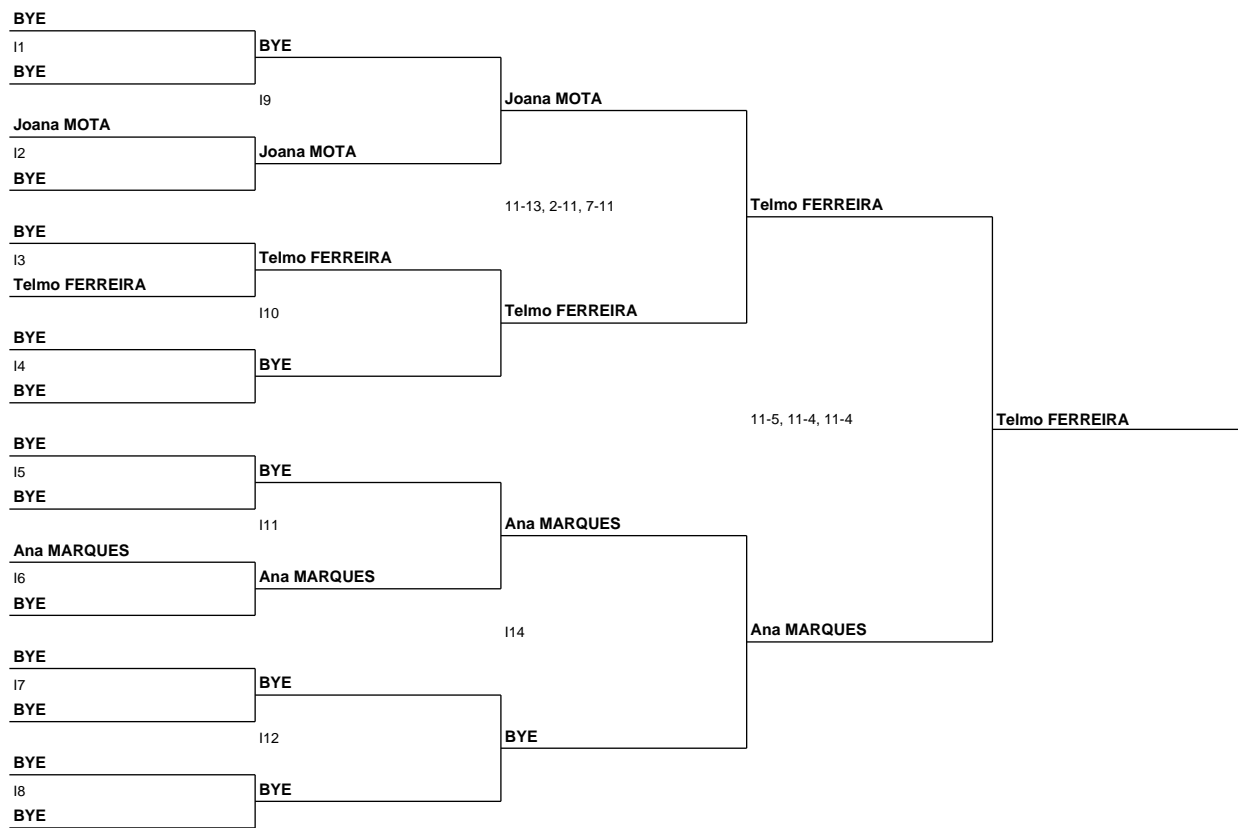 BYE
I1
BYE
BYE
I9
Joana MOTA
Joana MOTA
I2
Joana MOTA
BYE
11-13, 2-11, 7-11
Telmo FERREIRA
BYE
I3
Telmo FERREIRA
Telmo FERREIRA
I10
Telmo FERREIRA
BYE
I4
BYE
BYE
11-5, 11-4, 11-4
Telmo FERREIRA
BYE
I5
BYE
BYE
I11
Ana MARQUES
Ana MARQUES
I6
Ana MARQUES
BYE
I14
Ana MARQUES
BYE
I7
BYE
BYE
I12
BYE
BYE
I8
BYE
BYE